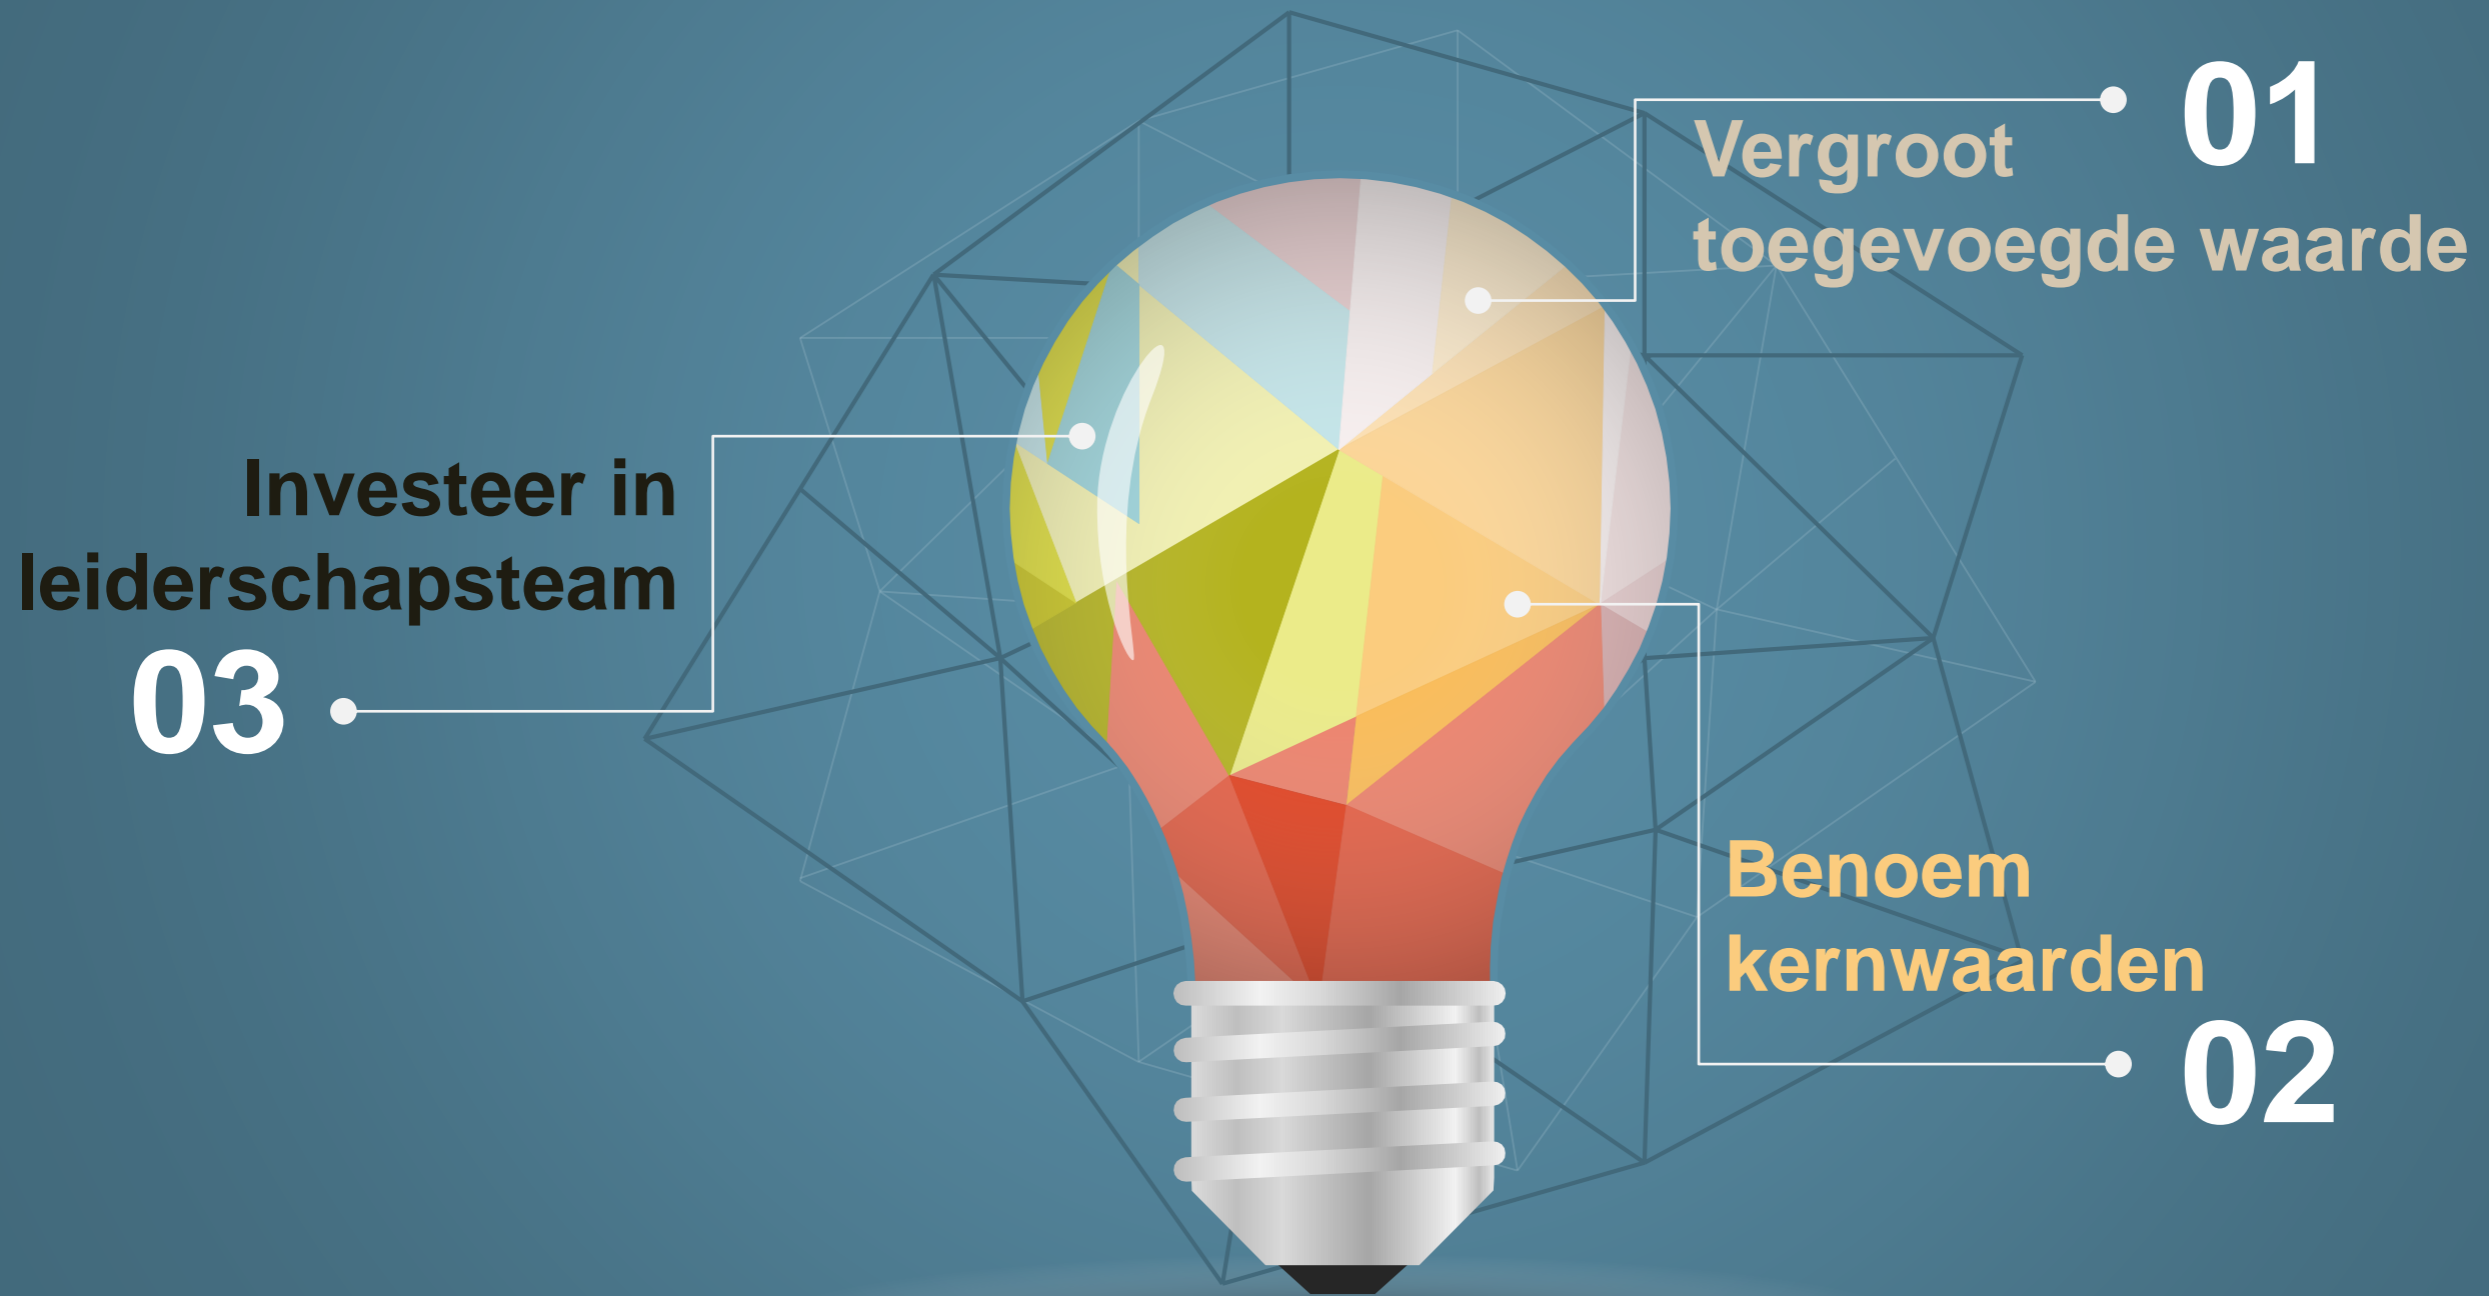 01
Vergroot
toegevoegde waarde
Investeer in
leiderschapsteam
03
Benoem
kernwaarden
02